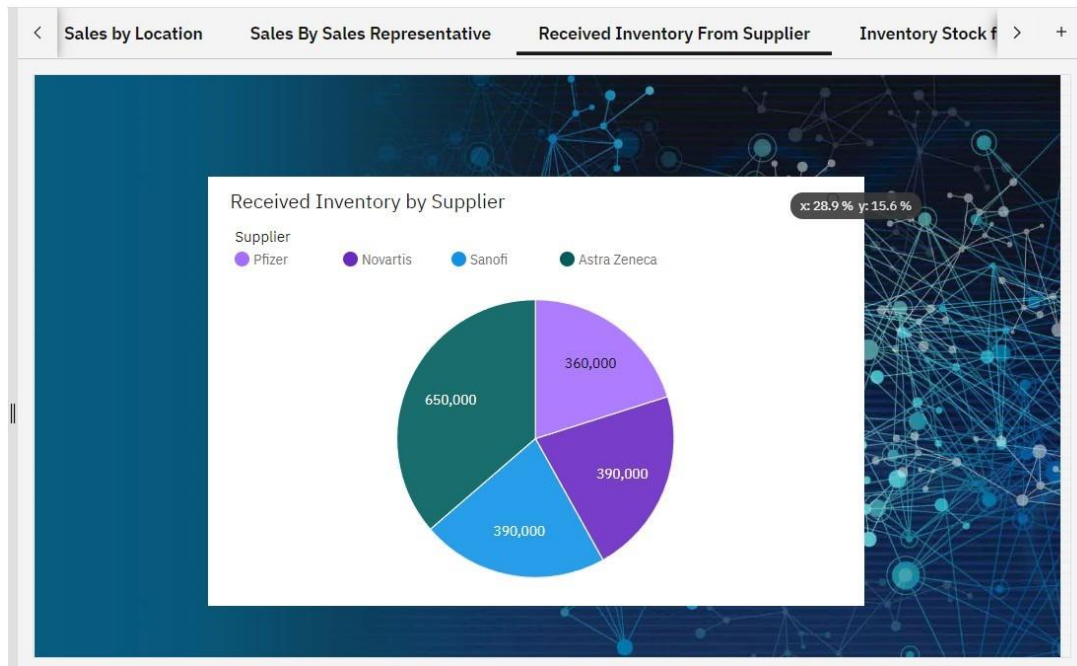 Sales by Location Sales By Sales Representative Received Inventory From Supplier Inventory Stock f
Received Inventory by Supplier
x: 28.9 % y: 15.6 %
Supplier
Pfizer Novartis Sanofi Astra Zeneca
360,000
650,000
390,000
390,000